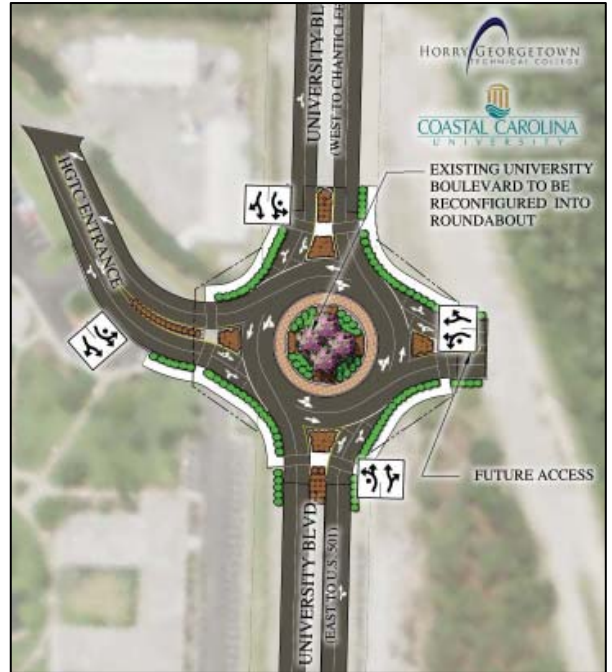 HORRY GEORGETOWN
TECHNICAL COLLEGE
COASTAL CAROLINA
UNIVERSITY
EXISTING UNIVERSITY
BOULEVARD TO BE
RECONFIGURED INTO
ROUNDABOUT
UNIVERSITY BLVD
(WEST TO CHANTICLEER
HGTC ENTRANCE
FUTURE ACCESS
UNIVERSITY BLVD
(EAST TO U.S. 501)